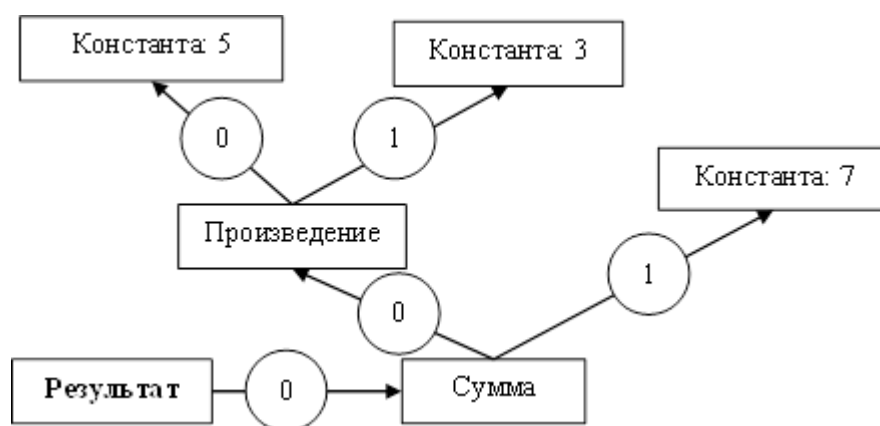 Константа: 5
Константа: 3
0
1
Константа: 7
Произведение
1
0
Результат
0
Сумма